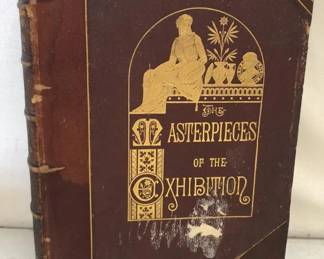 THE
MASTERPIECES
OF THE
EXHIBITION